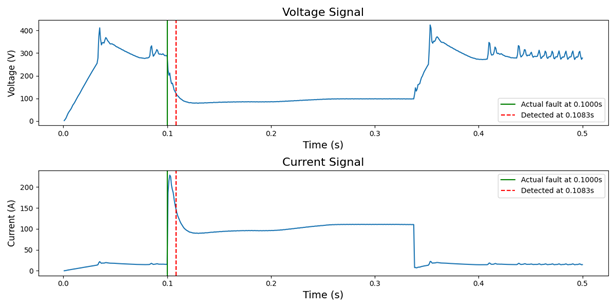 Voltage Signal
400
300
200
100
0
Voltage (V)
0.0 0.1 0.2 0.3 0.4 0.5
Time (s)
Actual fault at 0.1000s
Detected at 0.1083s
Current Signal
200
150
100
50
0
Current (A)
0.0 0.1 0.2 0.3 0.4 0.5
Time (s)
Actual fault at 0.1000s
Detected at 0.1083s